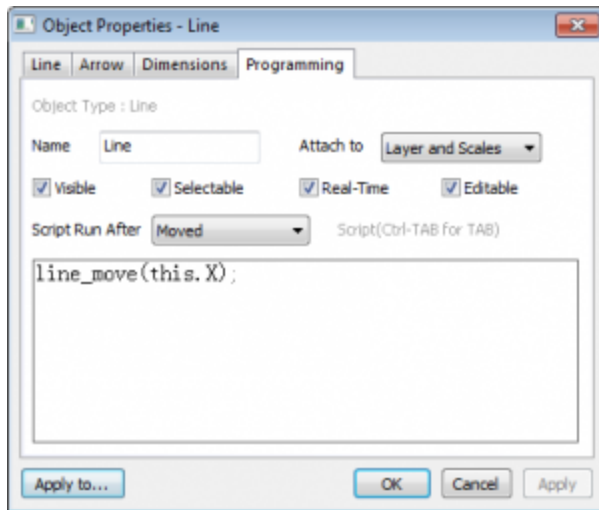 Object Properties - Line
Line Arrow Dimensions Programming
Object Type : Line
Name Line Attach to Layer and Scales
Visible Selectable Real-Time Editable
Script Run After Moved Script(Ctrl-TAB for TAB)
line_move(this.X);
Apply to... OK Cancel Apply